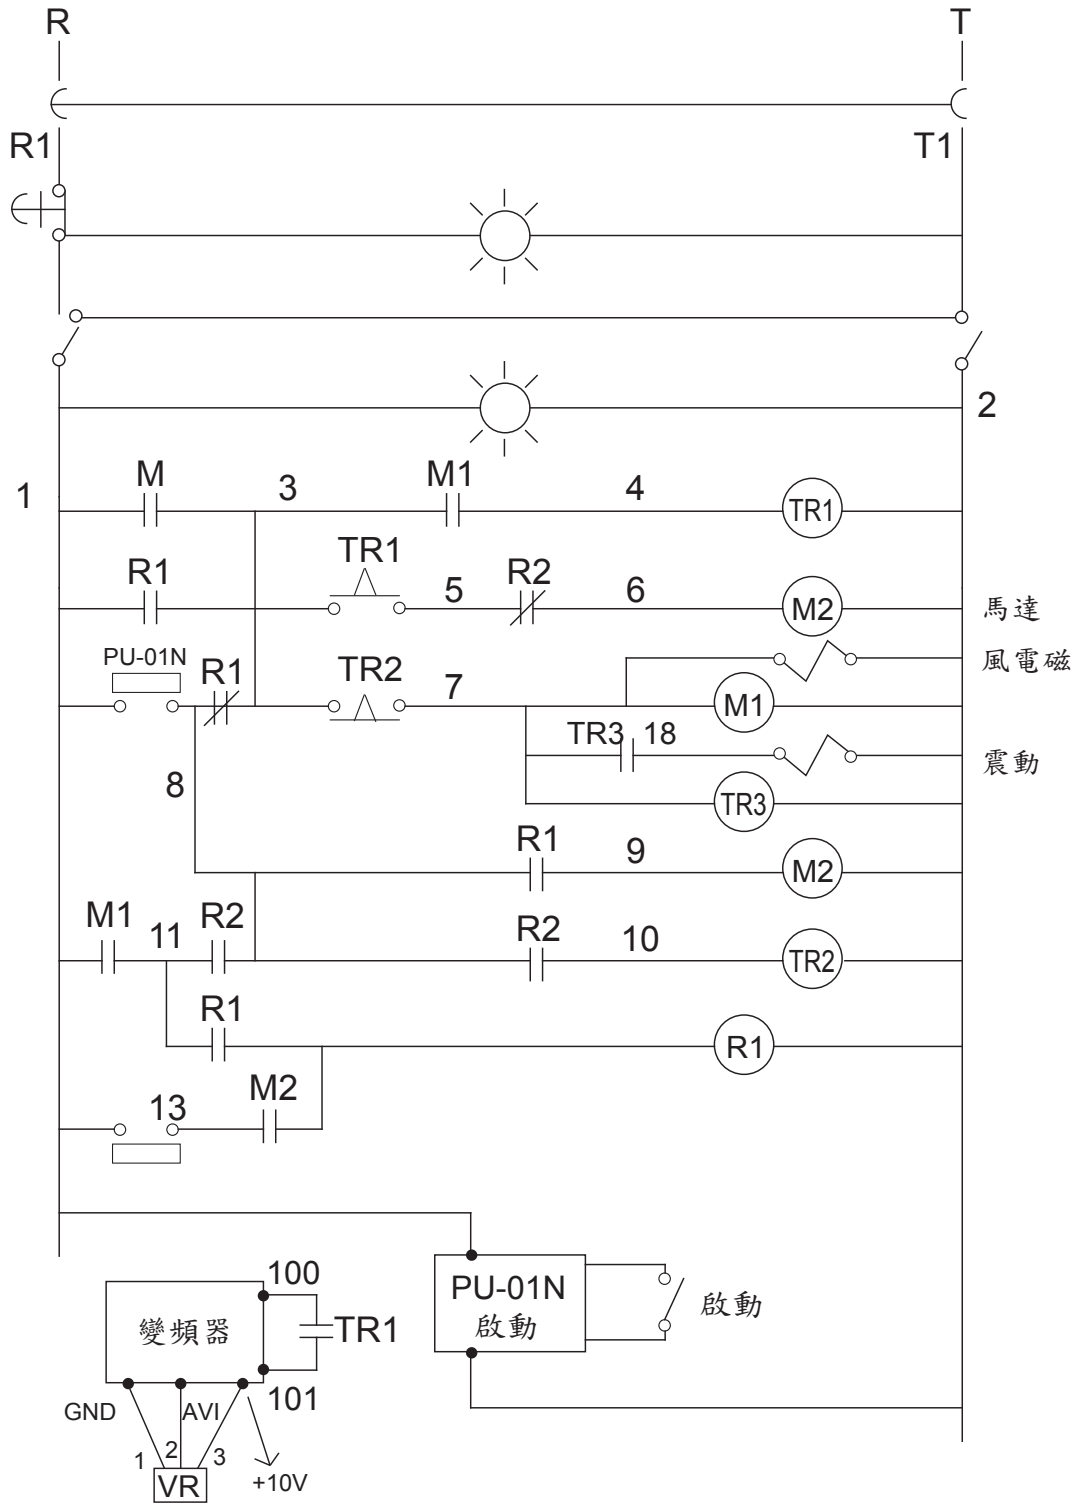 R T
R1 T1
2
1 M 3 M1 4 TR1
R1 TR1 5 R2 6 M2 馬達
風電磁
PU-01N R1 TR2 7 M1
TR3 18 震動
8 TR3
R1 9 M2
M1 11 R2 R2 10 TR2
R1 R1
13 M2
PU-01N
啟動
啟動
100
變頻器 TR1
101
GND AVI
1 2 3
VR +10V